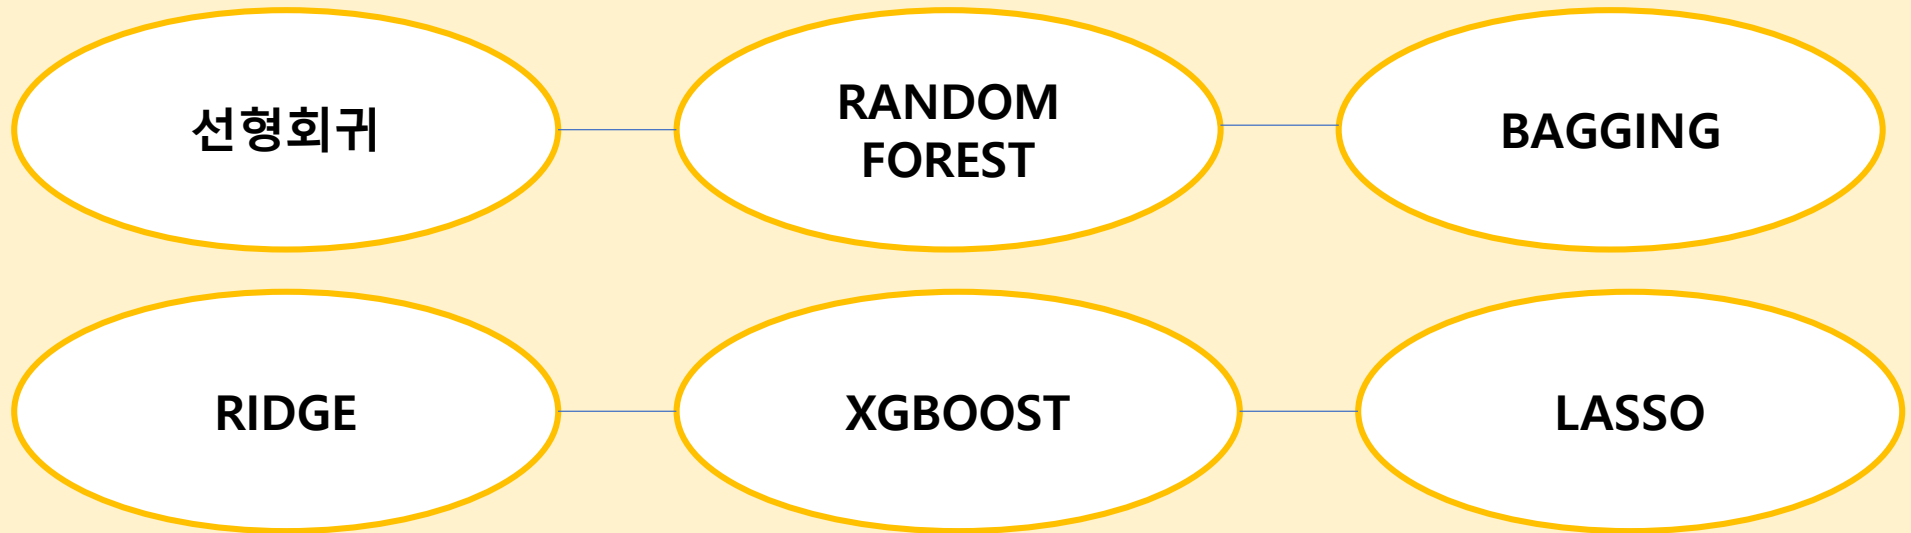 선형회귀
RANDOM
FOREST
BAGGING
RIDGE
XGBOOST
LASSO